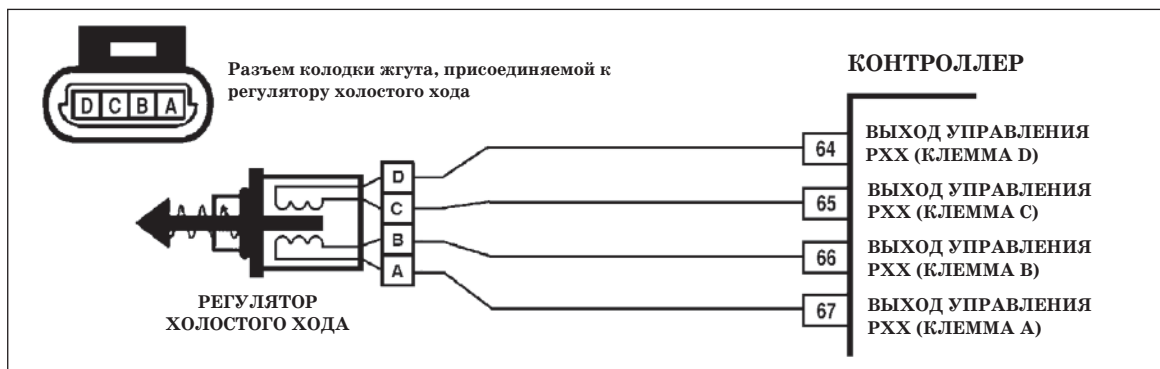 Разъем колодки жгута, присоединяемой к
регулятору холостого хода
D C B A
КОНТРОЛЛЕР
D
C
B
A
64
ВЫХОД УПРАВЛЕНИЯ
РХХ (КЛЕММА D)
65
ВЫХОД УПРАВЛЕНИЯ
РХХ (КЛЕММА C)
66
ВЫХОД УПРАВЛЕНИЯ
РХХ (КЛЕММА B)
67
ВЫХОД УПРАВЛЕНИЯ
РХХ (КЛЕММА A)
РЕГУЛЯТОР
ХОЛОСТОГО ХОДА